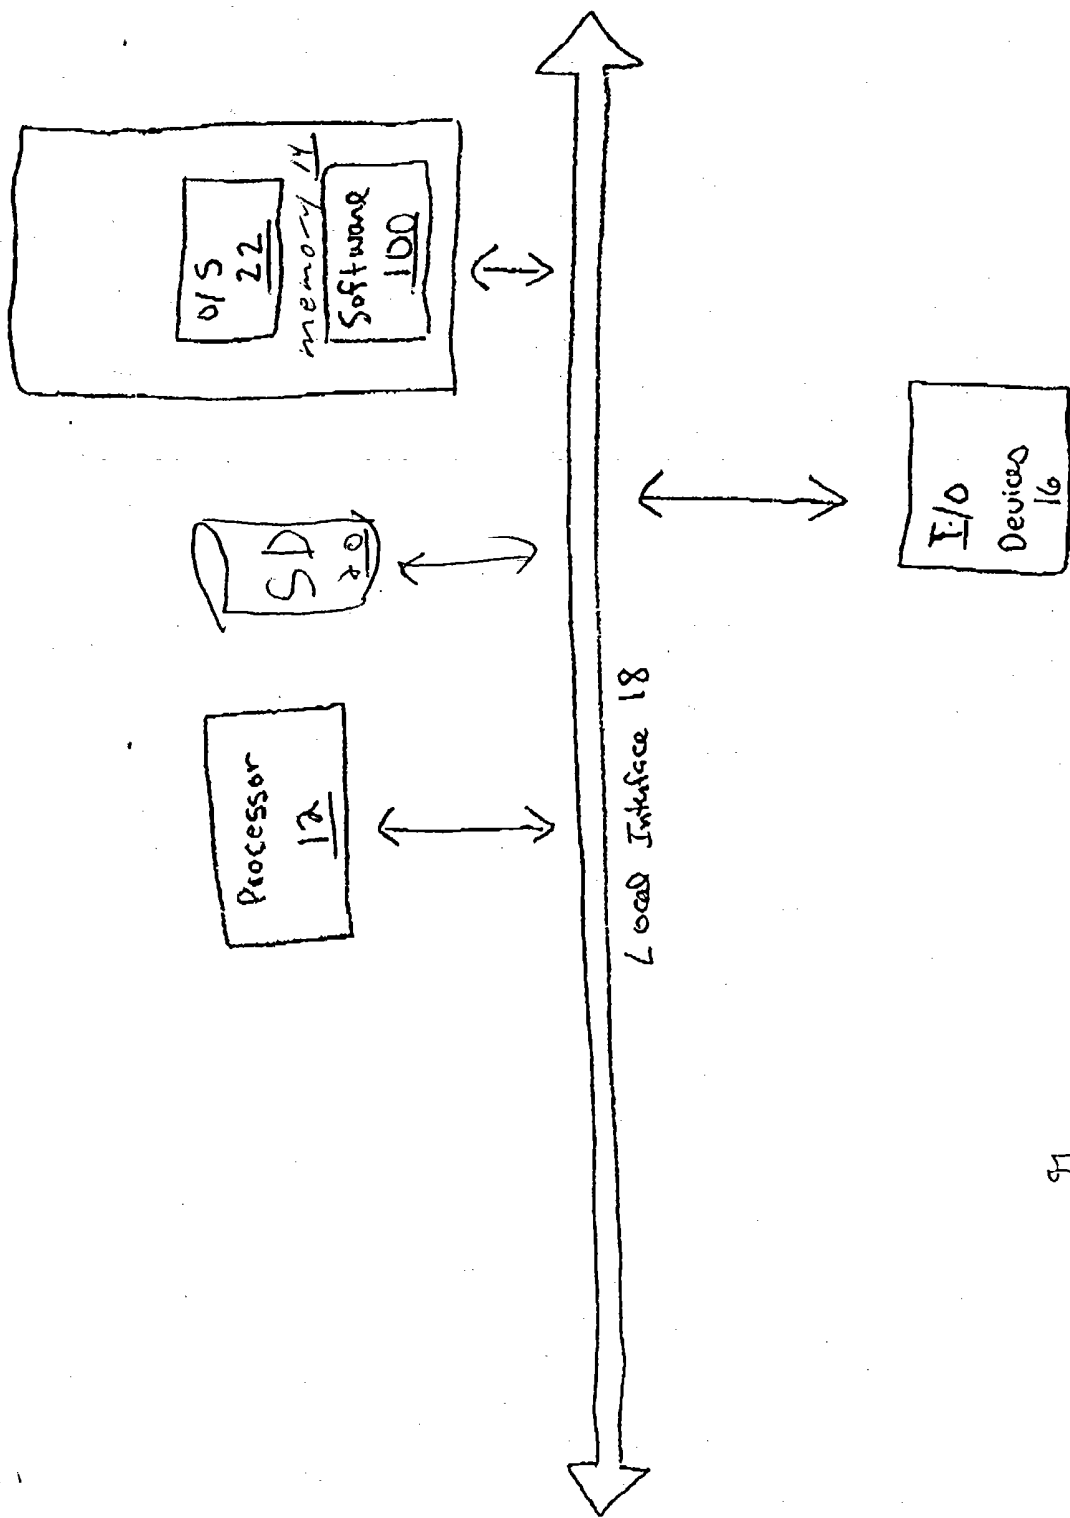 Processor
12
SD
20
O/S
22
memory 14
Software
100
Local Interface 18
I/O
Devices
16